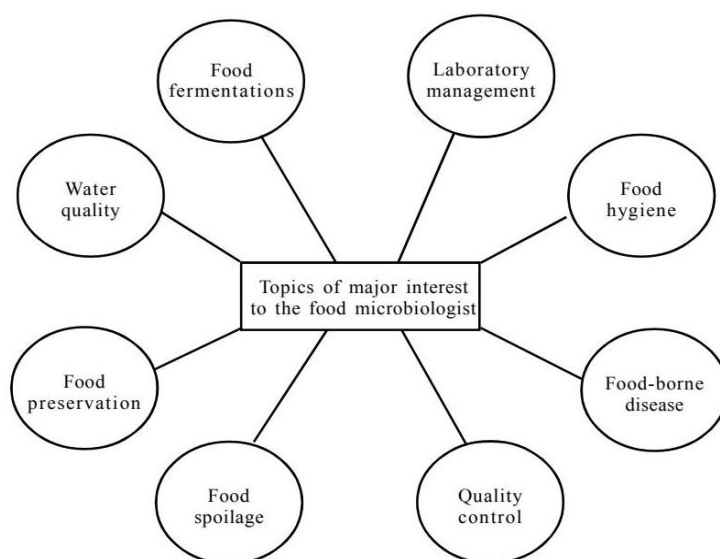 Food
fermentations
Laboratory
management
Water
quality
Food
hygiene
Topics of major interest
to the food microbiologist
Food
preservation
Food-borne
disease
Food
spoilage
Quality
control